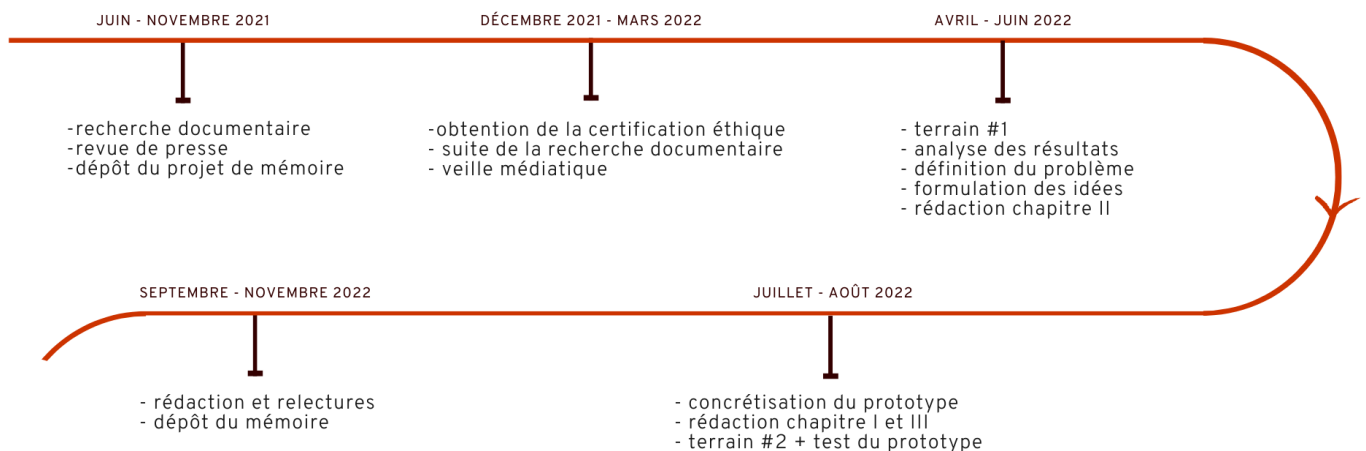 JUIN - NOVEMBRE 2021
-recherche documentaire
-revue de presse
-dépôt du projet de mémoire
DÉCEMBRE 2021 - MARS 2022
-obtention de la certification éthique
- suite de la recherche documentaire
- veille médiatique
AVRIL - JUIN 2022
- terrain #1
- analyse des résultats
- définition du problème
- formulation des idées
- rédaction chapitre II
JUILLET - AOÛT 2022
- concrétisation du prototype
- rédaction chapitre I et III
- terrain #2 + test du prototype
SEPTEMBRE - NOVEMBRE 2022
- rédaction et relectures
- dépôt du mémoire